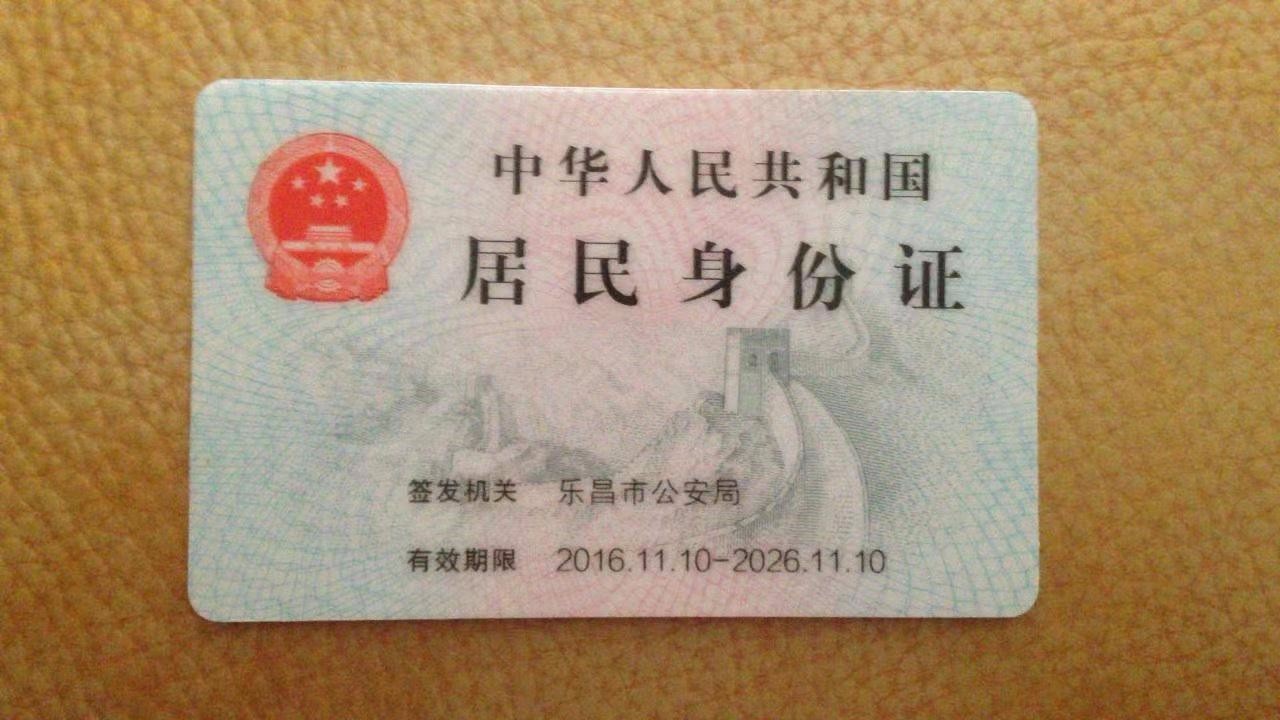 中华人民共和国
居民身份证
签发机关 乐昌市公安局
有效期限 2016.11.10-2026.11.10